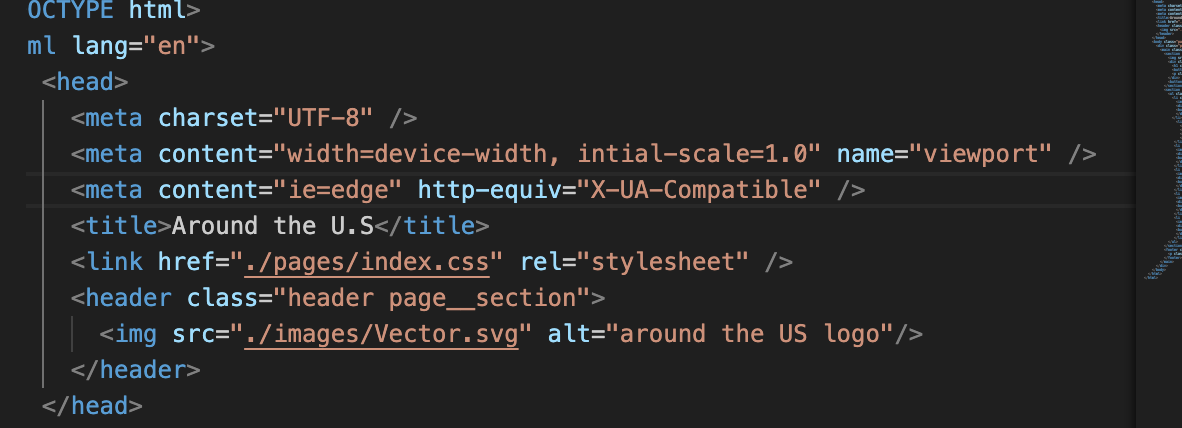 OCTYPE html>
ml lang="en">
<head>
<meta charset="UTF-8" />
<meta content="width=device-width, intial-scale=1.0" name="viewport" />
<meta content="ie=edge" http-equiv="X-UA-Compatible" />
<title>Around the U.S</title>
<link href="./pages/index.css" rel="stylesheet" />
<header class="header page__section">
<img src="./images/Vector.svg" alt="around the US logo"/>
</header>
</head>